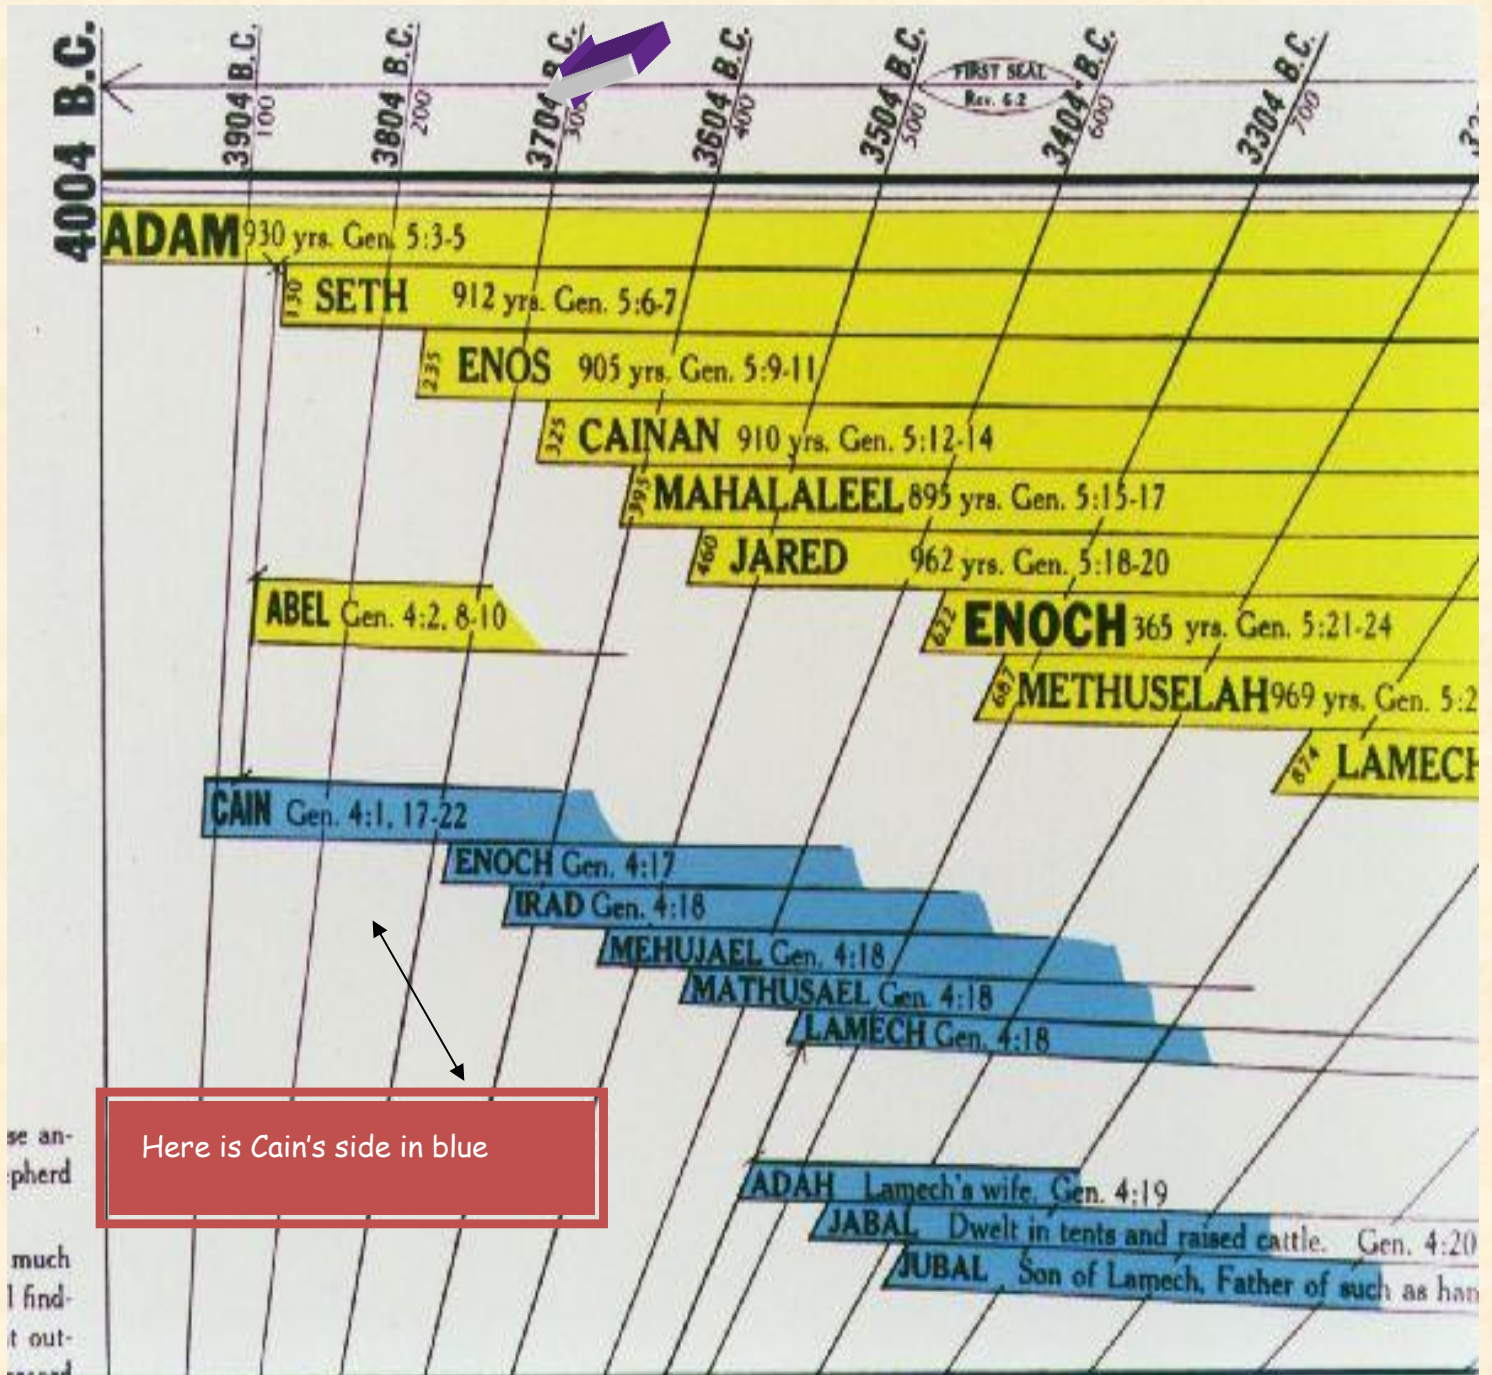 4004 B.C.
3904 B.C.
100
3804 B.C.
200
3704 B.C.
300
3604 B.C.
400
3504 B.C.
500
FIRST SEAL
Rev. 6:2
3404 B.C.
600
3304 B.C.
700
ADAM 930 yrs. Gen. 5:3-5
130 SETH 912 yrs. Gen. 5:6-7
235 ENOS 905 yrs. Gen. 5:9-11
325 CAINAN 910 yrs. Gen. 5:12-14
395 MAHALALEEL 895 yrs. Gen. 5:15-17
460 JARED 962 yrs. Gen. 5:18-20
ABEL Gen. 4:2, 8-10
622 ENOCH 365 yrs. Gen. 5:21-24
687 METHUSELAH 969 yrs. Gen. 5:2
874 LAMECH
CAIN Gen. 4:1, 17-22
ENOCH Gen. 4:17
IRAD Gen. 4:18
MEHUJAEL Gen. 4:18
MATHUSAEL Gen. 4:18
LAMECH Gen. 4:18
Here is Cain's side in blue
ADAH Lamech's wife. Gen. 4:19
JABAL Dwelt in tents and raised cattle. Gen. 4:20
JUBAL Son of Lamech, Father of such as han
se an-
pherd
much
find-
t out-